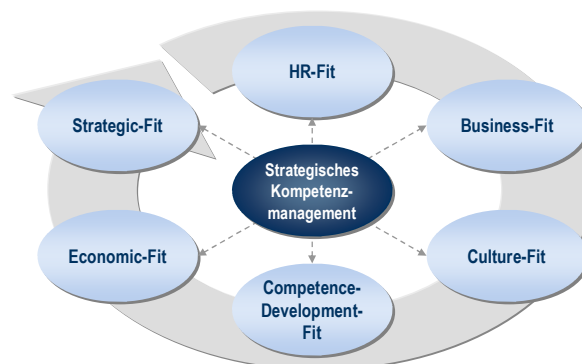 HR-Fit
Strategic-Fit
Business-Fit
Strategisches
Kompetenz-
management
Economic-Fit
Culture-Fit
Competence-
Development-
Fit